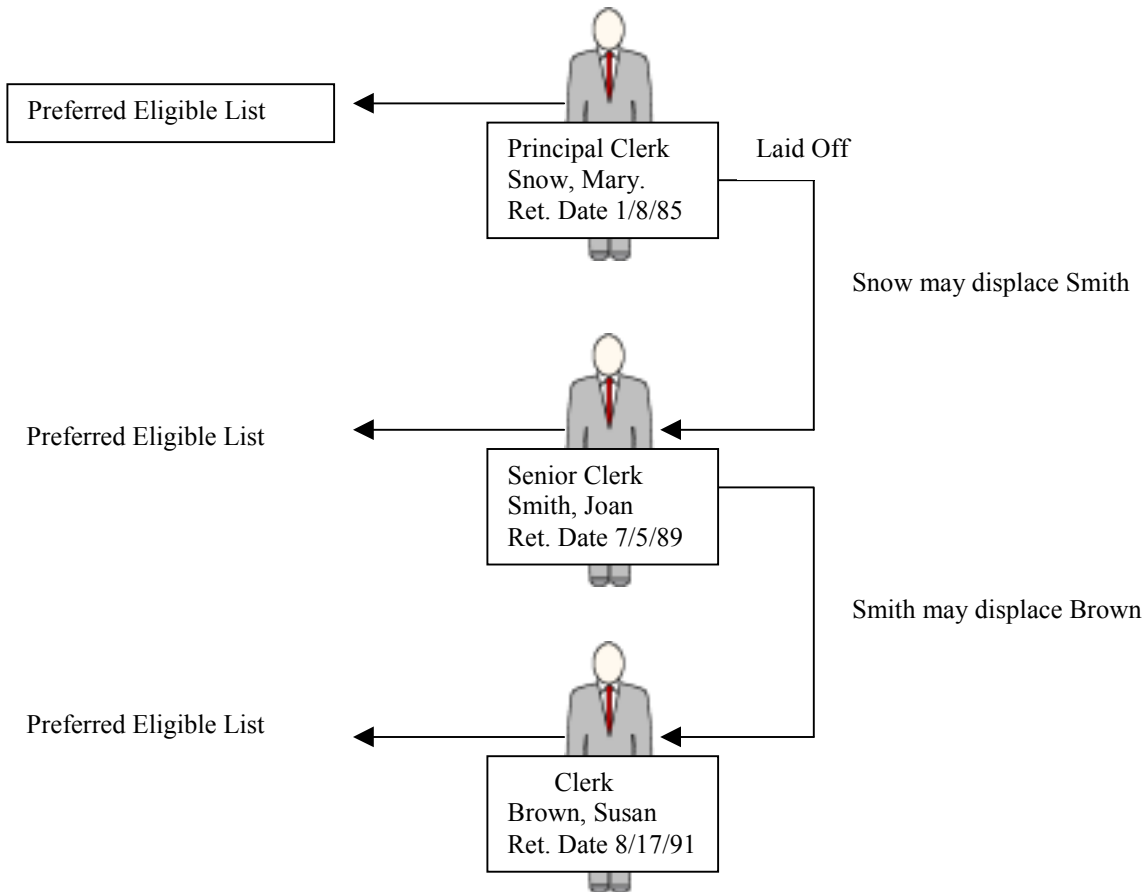 Preferred Eligible List
Principal Clerk
Snow, Mary.
Ret. Date 1/8/85
Laid Off
Snow may displace Smith
Preferred Eligible List
Senior Clerk
Smith, Joan
Ret. Date 7/5/89
Smith may displace Brown
Preferred Eligible List
Clerk
Brown, Susan
Ret. Date 8/17/91